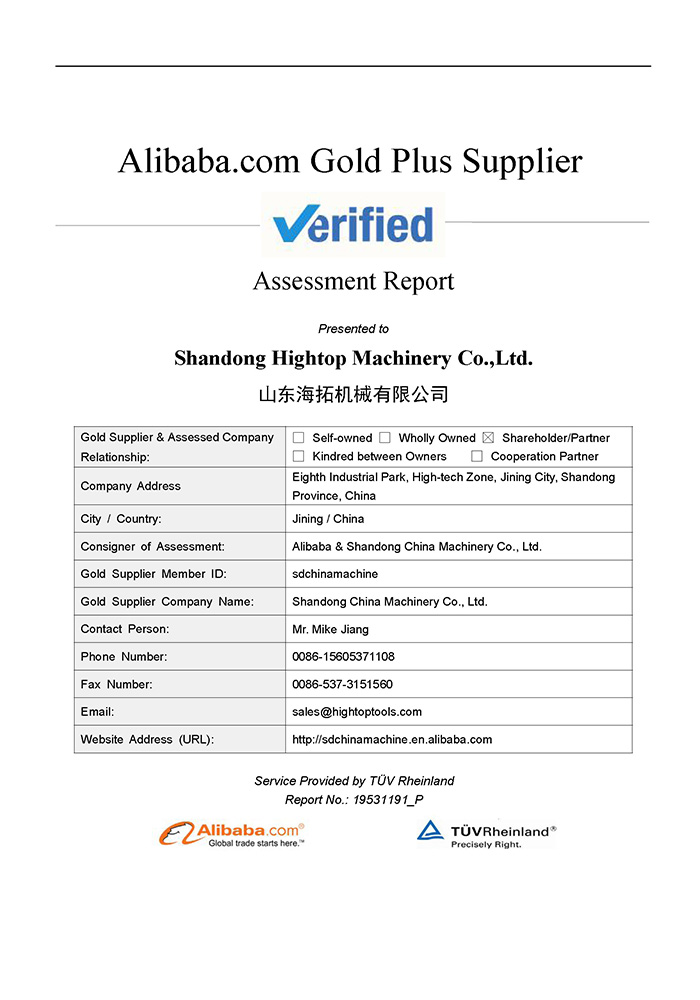 Alibaba.com Gold Plus Supplier
Verified
Assessment Report
Presented to
Shandong Hightop Machinery Co.,Ltd.
山东海拓机械有限公司
Gold Supplier & Assessed Company
Relationship:
☐ Self-owned ☐ Wholly Owned ☒ Shareholder/Partner
☐ Kindred between Owners ☐ Cooperation Partner
Company Address
Eighth Industrial Park, High-tech Zone, Jining City, Shandong
Province, China
City / Country:
Jining / China
Consigner of Assessment:
Alibaba & Shandong China Machinery Co., Ltd.
Gold Supplier Member ID:
sdchinamachine
Gold Supplier Company Name:
Shandong China Machinery Co., Ltd.
Contact Person:
Mr. Mike Jiang
Phone Number:
0086-15605371108
Fax Number:
0086-537-3151560
Email:
sales@hightoptools.com
Website Address (URL):
http://sdchinamachine.en.alibaba.com
Service Provided by TÜV Rheinland
Report No.: 19531191_P
Alibaba.com®
Global trade starts here.™
TÜVRheinland®
Precisely Right.